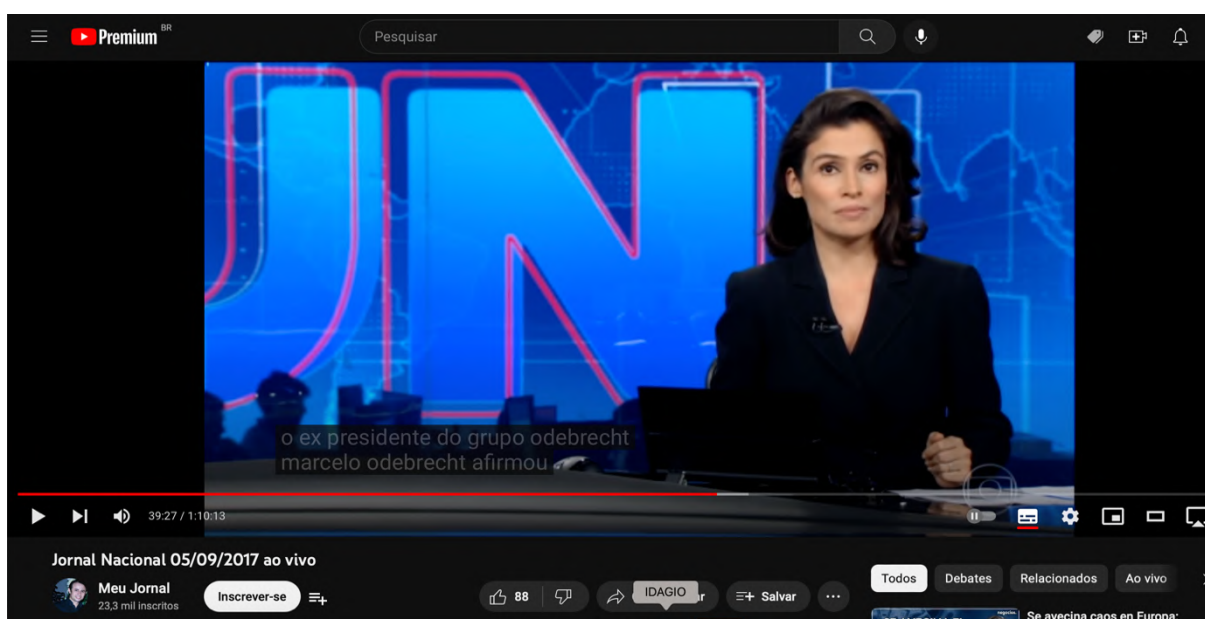 Premium BR
Pesquisar
JN
o ex presidente do grupo odebrecht
marcelo odebrecht afirmou
39:27 / 1:10:13
Jornal Nacional 05/09/2017 ao vivo
Meu Jornal
23,3 mil inscritos
Inscrever-se
88
IDAGIO
r
Salvar
Todos
Debates
Relacionados
Ao vivo
Se avecina caos en Europa: